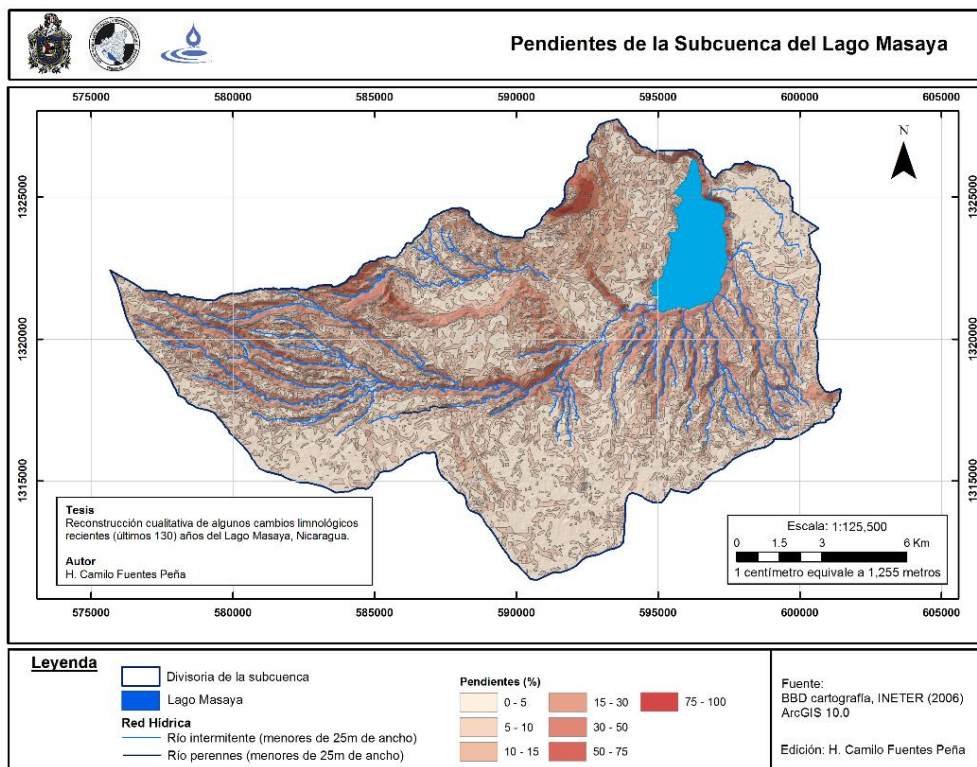 Pendientes de la Subcuenca del Lago Masaya
575000 580000 585000 590000 595000 600000 605000
N
1325000 1325000
1320000 1320000
1315000 1315000
Tesis
Reconstrucción cualitativa de algunos cambios limnológicos
recientes (últimos 130) años del Lago Masaya, Nicaragua.
Autor
H. Camilo Fuentes Peña
Escala: 1:125,500
0 1.5 3 6 Km
1 centímetro equivale a 1,255 metros
575000 580000 585000 590000 595000 600000 605000
Leyenda
Divisoria de la subcuenca
Lago Masaya
Red Hídrica
Río intermitente (menores de 25m de ancho)
Río perennes (menores de 25m de ancho)
Pendientes (%)
0 - 5 15 - 30 75 - 100
5 - 10 30 - 50
10 - 15 50 - 75
Fuente:
BBD cartografía, INETER (2006)
ArcGIS 10.0
Edición: H. Camilo Fuentes Peña